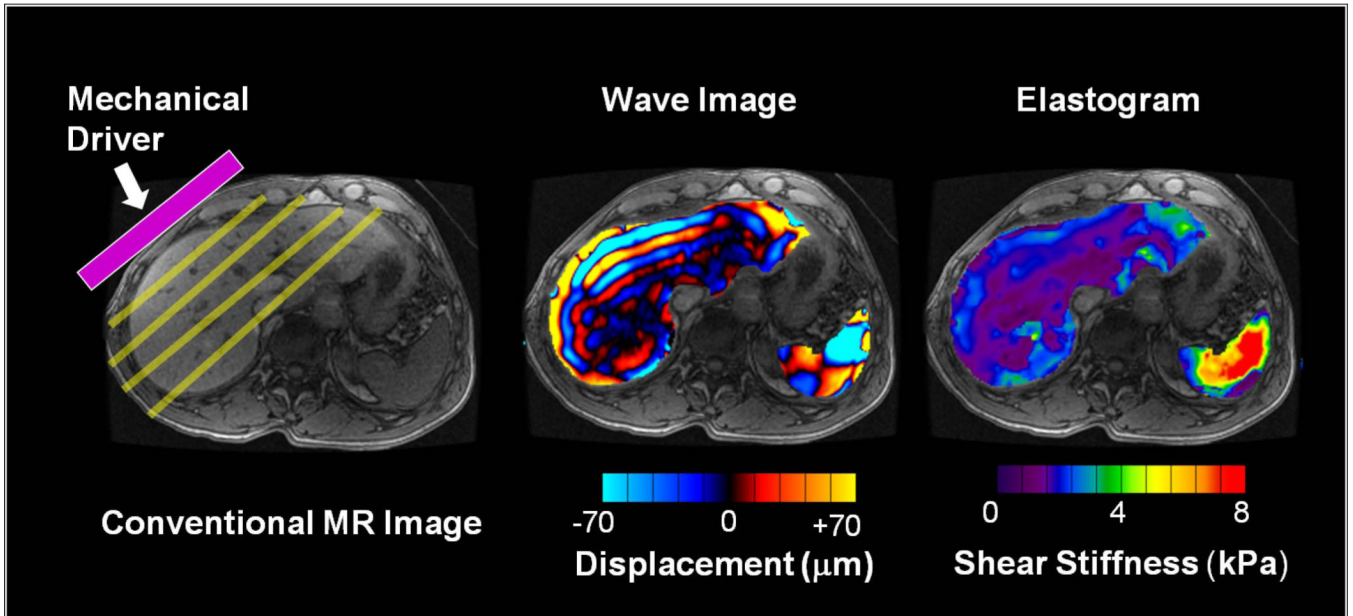 Mechanical
Driver
Wave Image
Elastogram
Conventional MR Image
-70
0
+70
Displacement (μm)
0
4
8
Shear Stiffness (kPa)